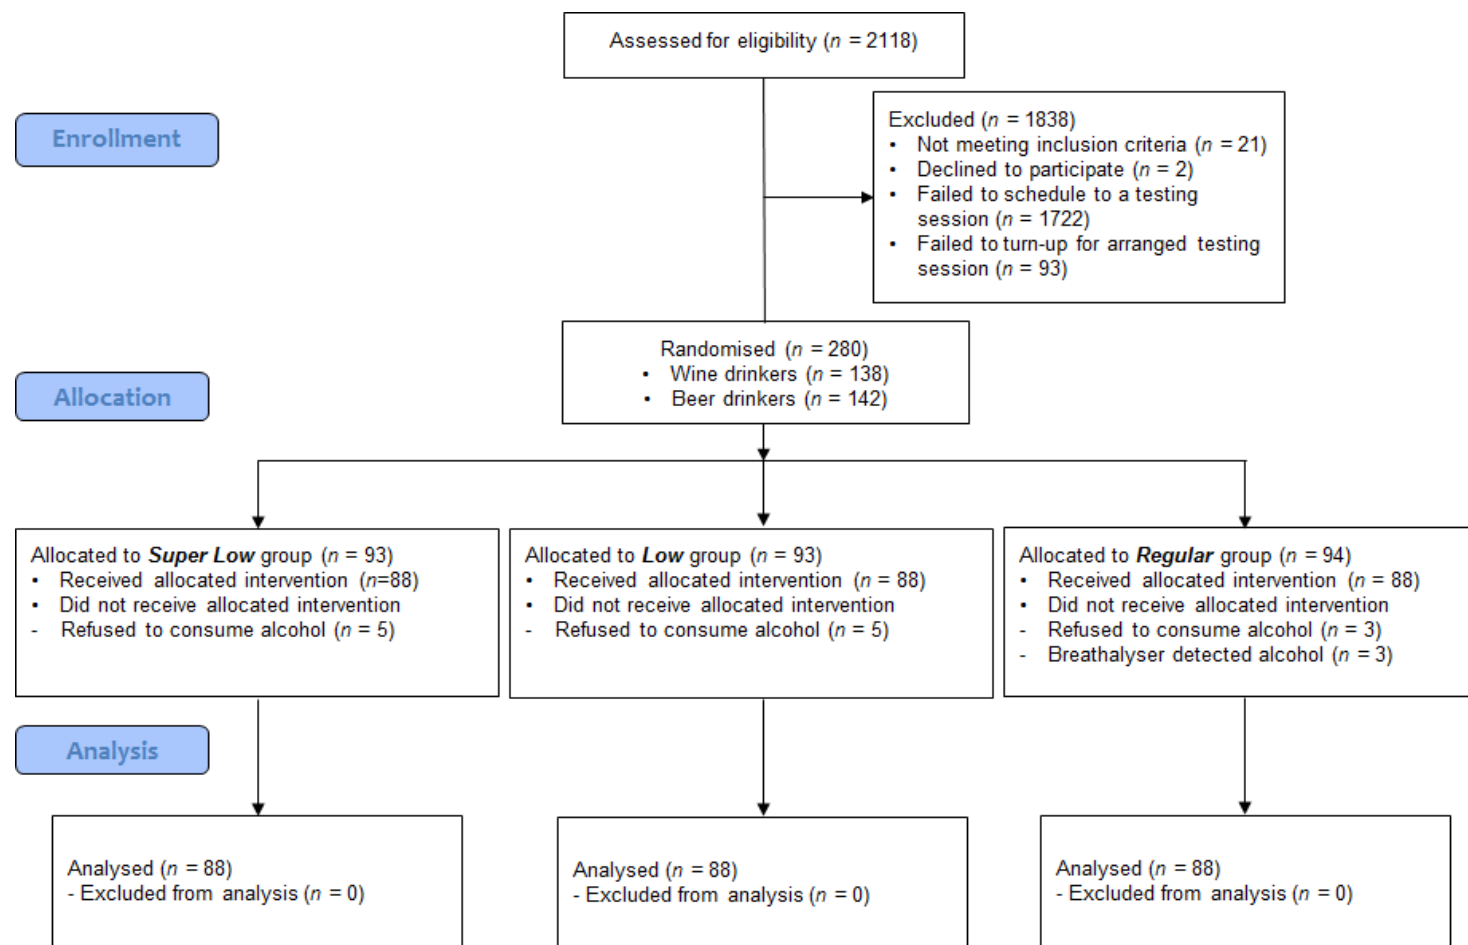 Assessed for eligibility (n = 2118)
Enrollment
Excluded (n = 1838)
• Not meeting inclusion criteria (n = 21)
• Declined to participate (n = 2)
• Failed to schedule to a testing
session (n = 1722)
• Failed to turn-up for arranged testing
session (n = 93)
Randomised (n = 280)
• Wine drinkers (n = 138)
• Beer drinkers (n = 142)
Allocation
Allocated to Super Low group (n = 93)
• Received allocated intervention (n=88)
• Did not receive allocated intervention
- Refused to consume alcohol (n = 5)
Allocated to Low group (n = 93)
• Received allocated intervention (n = 88)
• Did not receive allocated intervention
- Refused to consume alcohol (n = 5)
Allocated to Regular group (n = 94)
• Received allocated intervention (n = 88)
• Did not receive allocated intervention
- Refused to consume alcohol (n = 3)
- Breathalyser detected alcohol (n = 3)
Analysis
Analysed (n = 88)
- Excluded from analysis (n = 0)
Analysed (n = 88)
- Excluded from analysis (n = 0)
Analysed (n = 88)
- Excluded from analysis (n = 0)